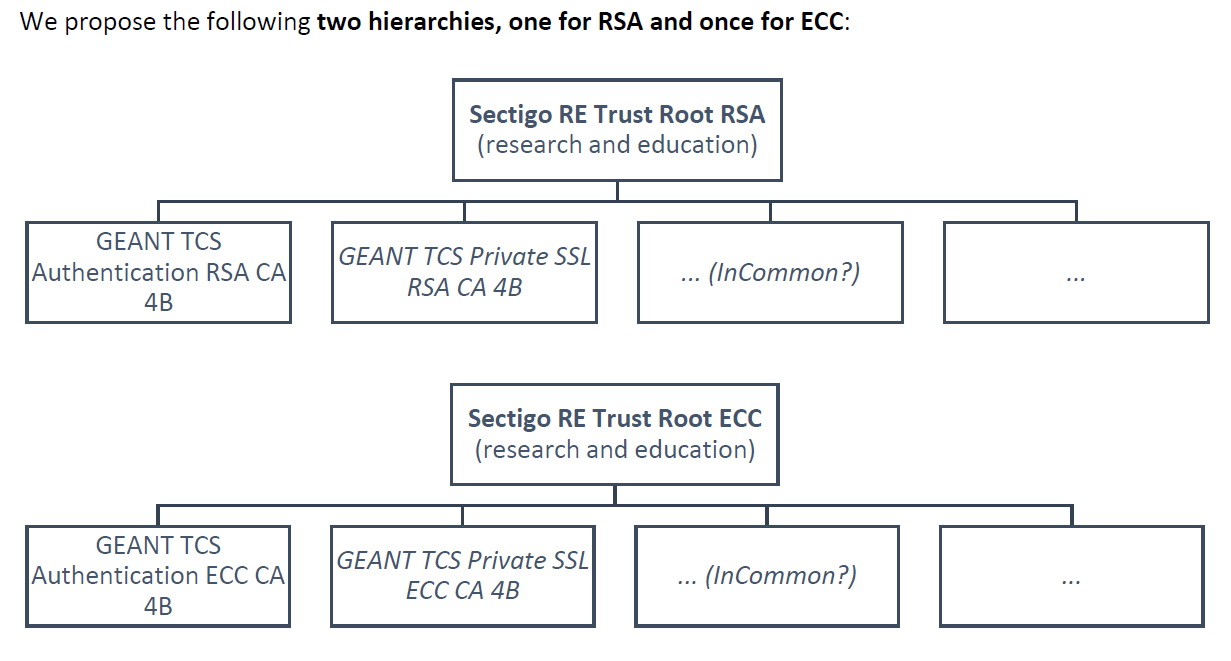 We propose the following two hierarchies, one for RSA and once for ECC:
Sectigo RE Trust Root RSA
(research and education)
GEANT TCS
Authentication RSA CA
4B
GEANT TCS Private SSL
RSA CA 4B
... (InCommon?)
...
Sectigo RE Trust Root ECC
(research and education)
GEANT TCS
Authentication ECC CA
4B
GEANT TCS Private SSL
ECC CA 4B
... (InCommon?)
...